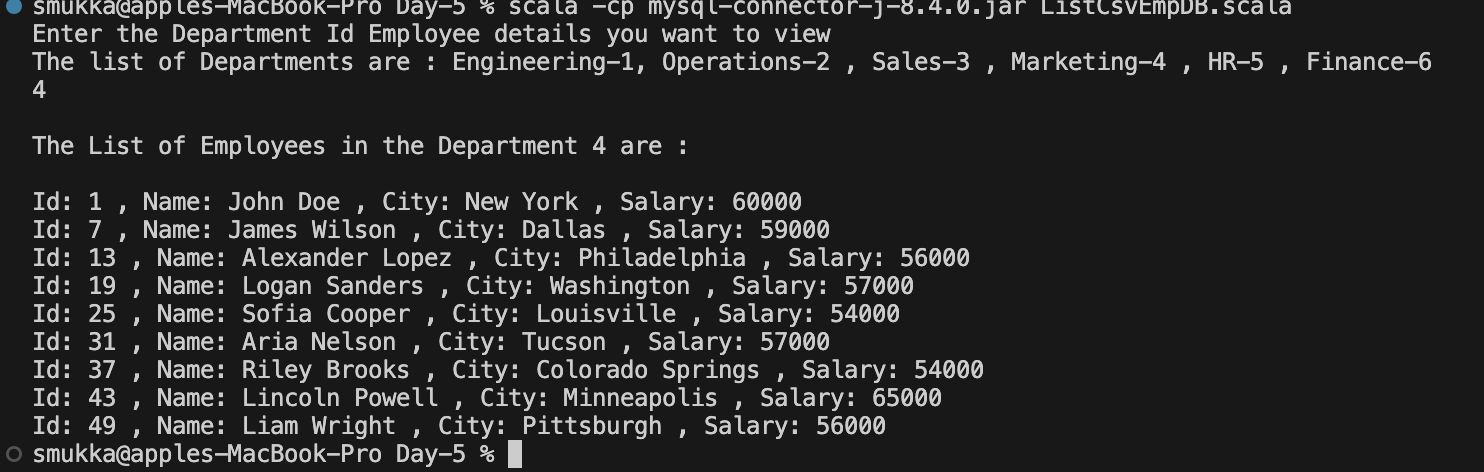 smukka@apples-MacBook-Pro Day-5 % scala -cp mysql-connector-j-8.4.0.jar ListCsvEmpDB.scala
Enter the Department Id Employee details you want to view
The list of Departments are : Engineering-1, Operations-2 , Sales-3 , Marketing-4 , HR-5 , Finance-6
4
The List of Employees in the Department 4 are :
Id: 1 , Name: John Doe , City: New York , Salary: 60000
Id: 7 , Name: James Wilson , City: Dallas , Salary: 59000
Id: 13 , Name: Alexander Lopez , City: Philadelphia , Salary: 56000
Id: 19 , Name: Logan Sanders , City: Washington , Salary: 57000
Id: 25 , Name: Sofia Cooper , City: Louisville , Salary: 54000
Id: 31 , Name: Aria Nelson , City: Tucson , Salary: 57000
Id: 37 , Name: Riley Brooks , City: Colorado Springs , Salary: 54000
Id: 43 , Name: Lincoln Powell , City: Minneapolis , Salary: 65000
Id: 49 , Name: Liam Wright , City: Pittsburgh , Salary: 56000
smukka@apples-MacBook-Pro Day-5 %